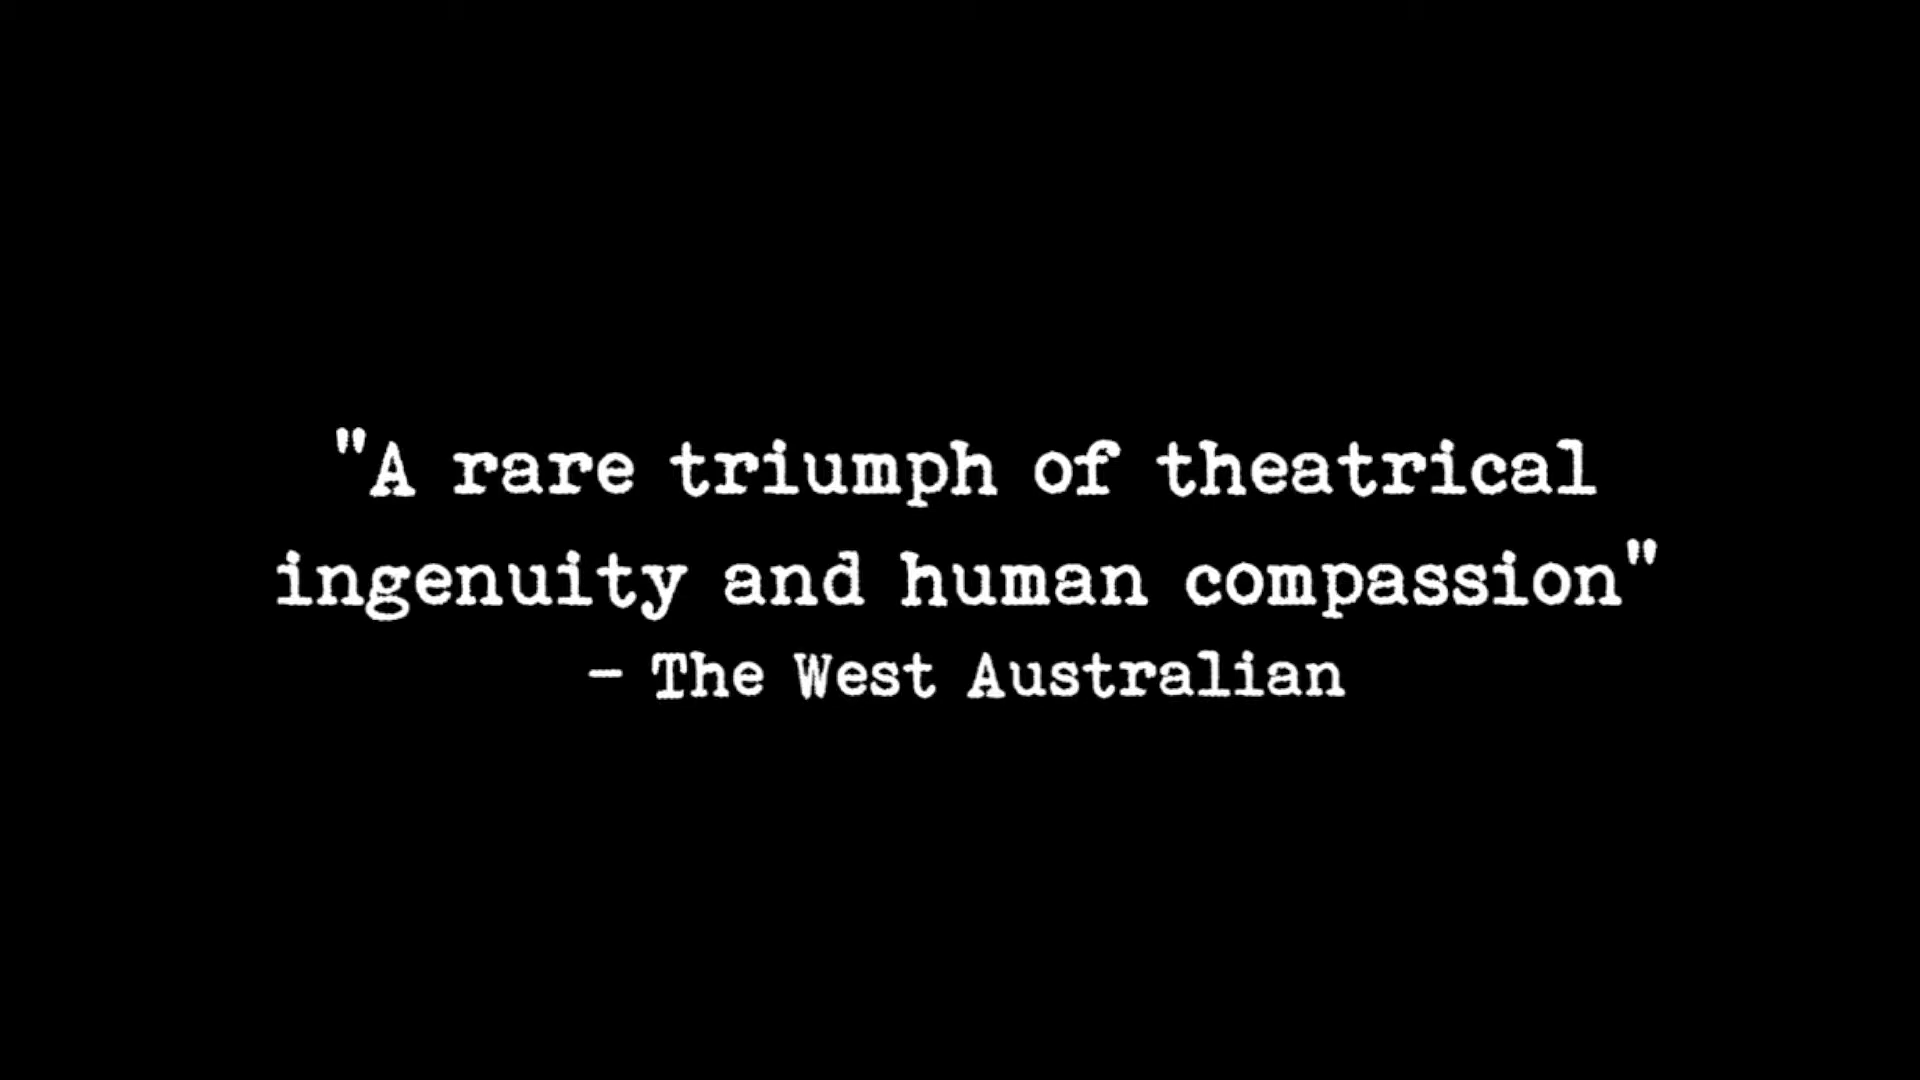 "A rare triumph of theatrical
ingenuity and human compassion"
- The West Australian